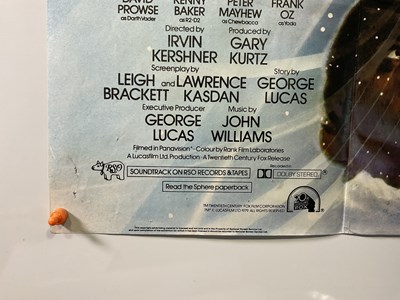 DAVID KENNY PETER FRANK
PROWSE BAKER MAYHEW OZ
as Darth Vader as R2-D2 as Chewbacca as Yoda
Directed by Produced by
IRVIN GARY
KERSHNER KURTZ
Screenplay by Story by
LEIGH and LAWRENCE GEORGE
BRACKETT KASDAN LUCAS
Executive Producer Music by
GEORGE JOHN
LUCAS WILLIAMS
Filmed in Panavision® · Colour by Rank Film Laboratories
A Lucasfilm Ltd. Production · A Twentieth Century-Fox Release
RSO
SOUNDTRACK ON RSO RECORDS & TAPES
DOLBY STEREO
Read the Sphere paperback